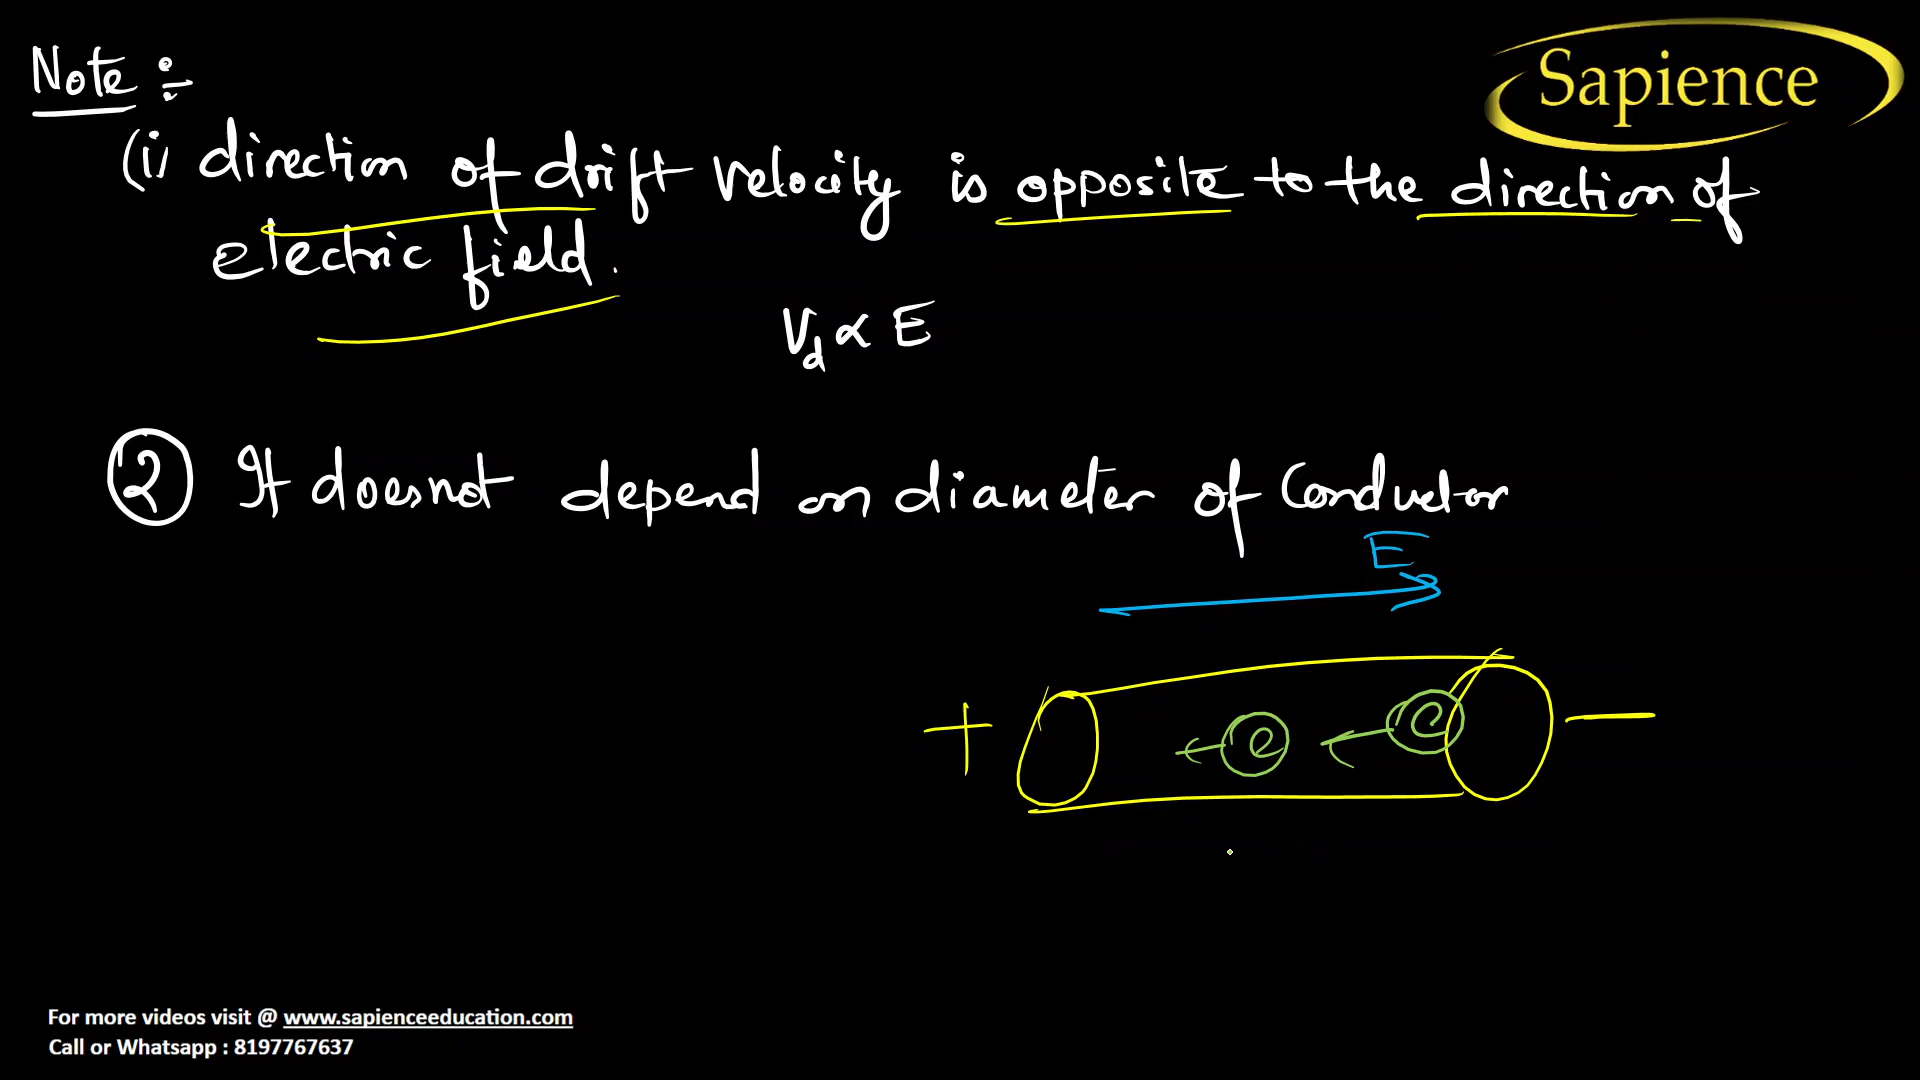 Note :-
Sapience
(i) direction of drift velocity is opposite to the direction of
electric field.
Vd ∝ E
② It doesnot depend on diameter of Conductor
E
+ e e −
For more videos visit @ www.sapienceeducation.com
Call or Whatsapp : 8197767637